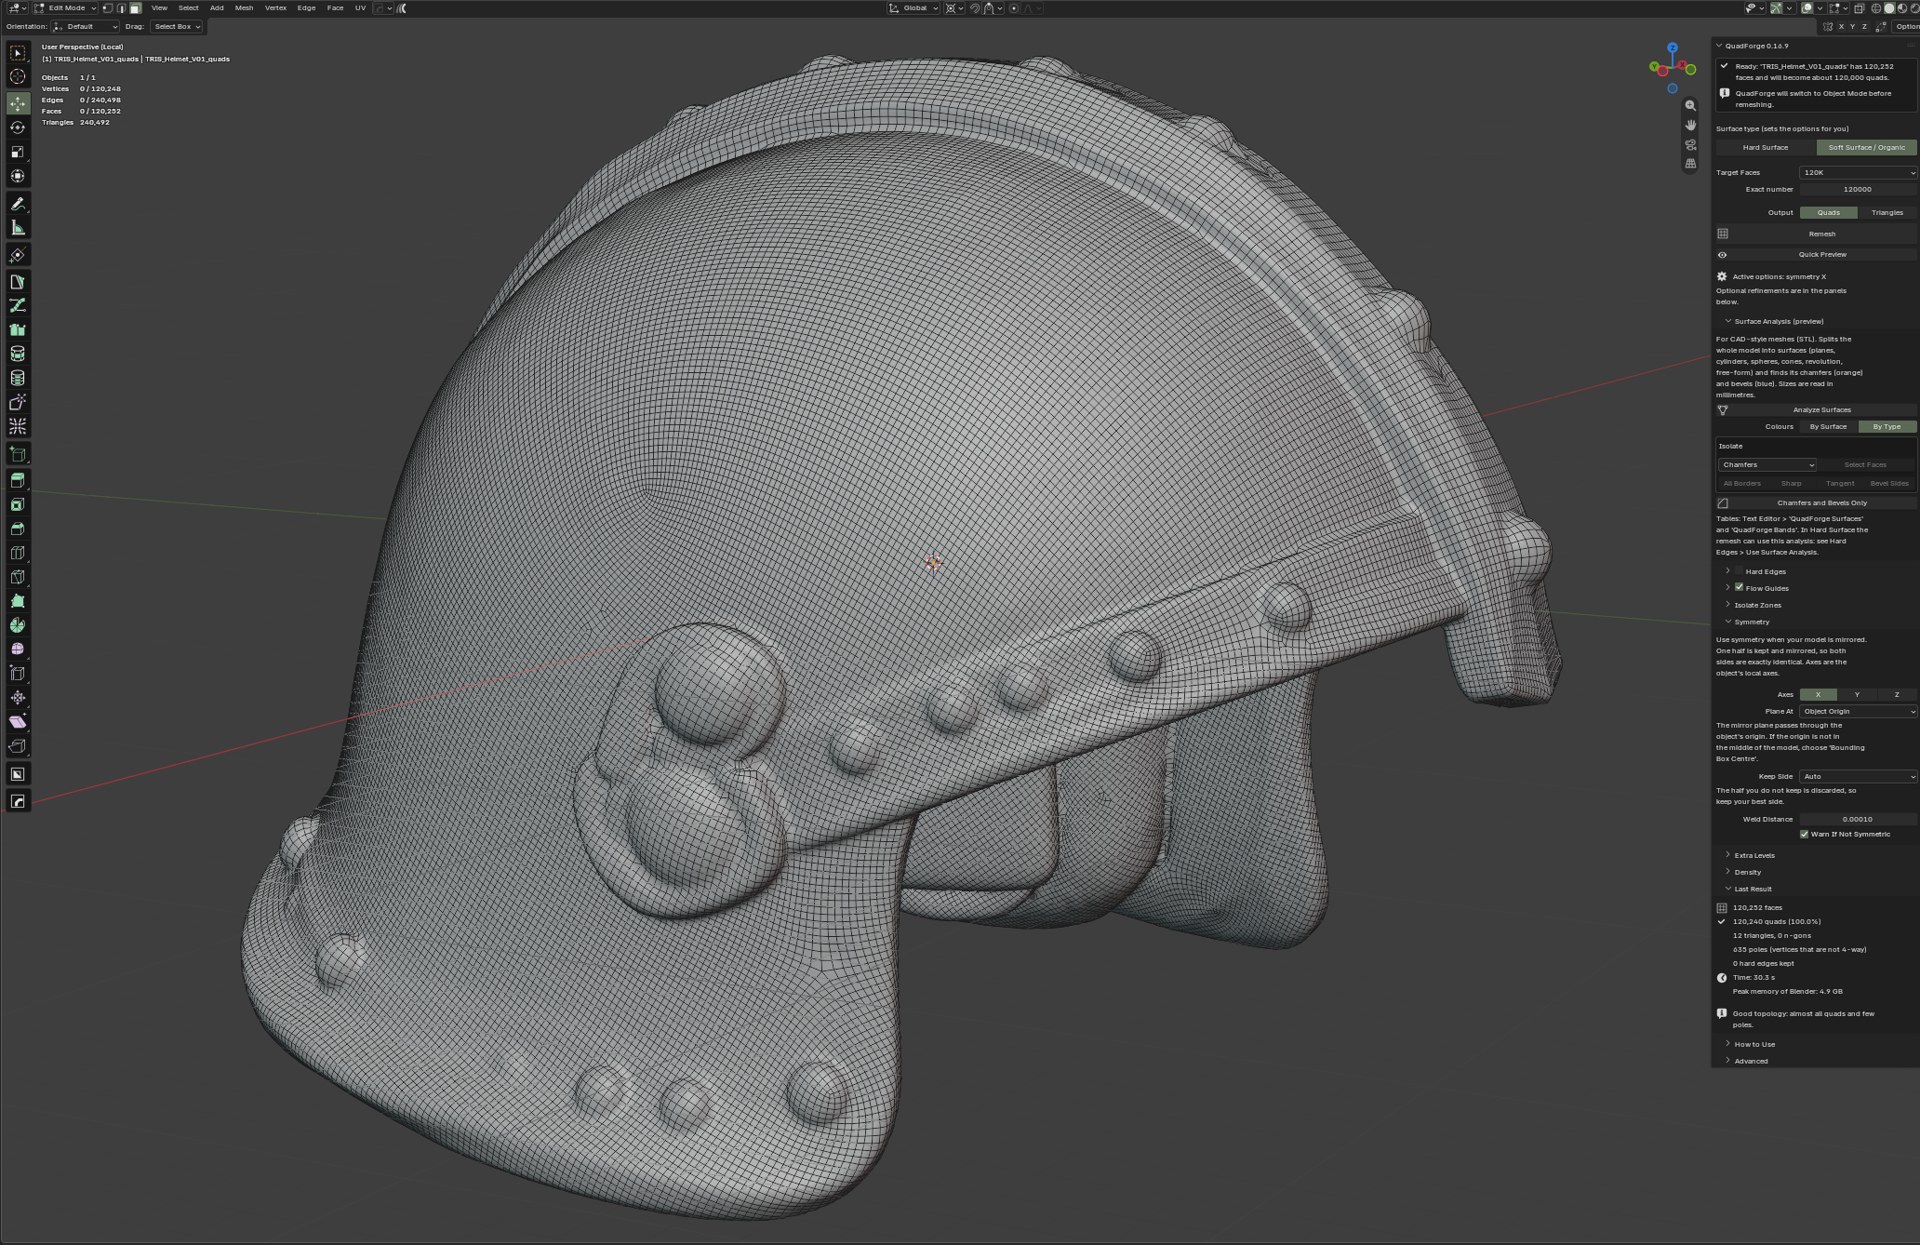 Edit Mode View Select Add Mesh Vertex Edge Face UV Global
Orientation: Default Drag: Select Box X Y Z Option
User Perspective (Local)
(1) TRIS_Helmet_V01_quads | TRIS_Helmet_V01_quads
Objects 1 / 1
Vertices 0 / 120,248
Edges 0 / 240,498
Faces 0 / 120,252
Triangles 240,492
QuadForge 0.16.9
Ready: 'TRIS_Helmet_V01_quads' has 120,252
faces and will become about 120,000 quads.
QuadForge will switch to Object Mode before
remeshing.
Surface type (sets the options for you)
Hard Surface Soft Surface / Organic
Target Faces 120K
Exact number 120000
Output Quads Triangles
Remesh
Quick Preview
Active options: symmetry X
Optional refinements are in the panels
below.
Surface Analysis (preview)
For CAD-style meshes (STL). Splits the
whole model into surfaces (planes,
cylinders, spheres, cones, revolution,
free-form) and finds its chamfers (orange)
and bevels (blue). Sizes are read in
millimetres.
Analyze Surfaces
Colours By Surface By Type
Isolate
Chamfers Select Faces
All Borders Sharp Tangent Bevel Sides
Chamfers and Bevels Only
Tables: Text Editor > 'QuadForge Surfaces'
and 'QuadForge Bands'. In Hard Surface the
remesh can use this analysis: see Hard
Edges > Use Surface Analysis.
Hard Edges
Flow Guides
Isolate Zones
Symmetry
Use symmetry when your model is mirrored.
One half is kept and mirrored, so both
sides are exactly identical. Axes are the
object's local axes.
Axes X Y Z
Plane At Object Origin
The mirror plane passes through the
object's origin. If the origin is not in
the middle of the model, choose 'Bounding
Box Centre'.
Keep Side Auto
The half you do not keep is discarded, so
keep your best side.
Weld Distance 0.00010
Warn If Not Symmetric
Extra Levels
Density
Last Result
120,252 faces
120,240 quads (100.0%)
12 triangles, 0 n-gons
635 poles (vertices that are not 4-way)
0 hard edges kept
Time: 30.3 s
Peak memory of Blender: 4.9 GB
Good topology: almost all quads and few
poles.
How to Use
Advanced